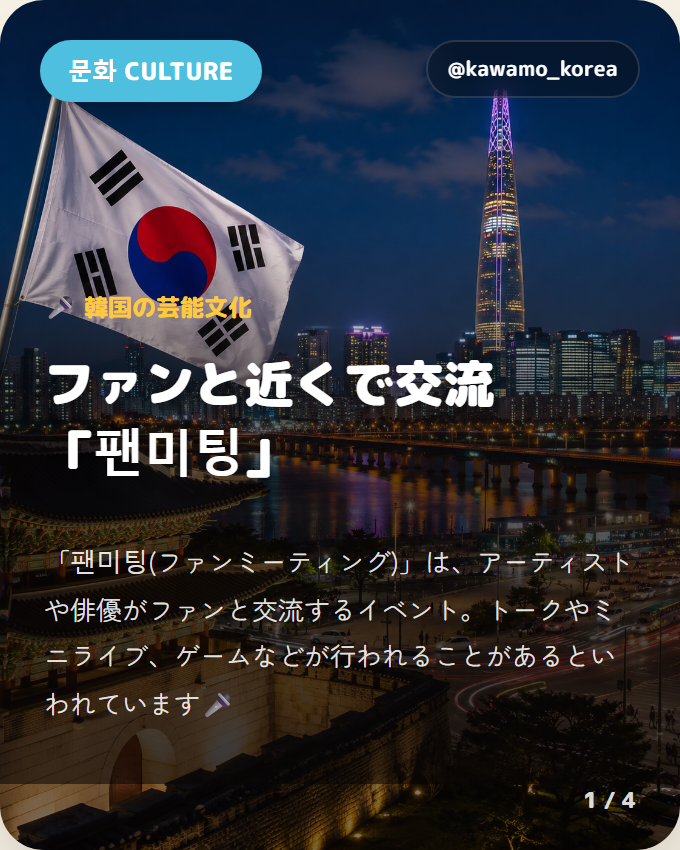 문화 CULTURE
@kawamo_korea
韓国の芸能文化
ファンと近くで交流
「팬미팅」
「팬미팅(ファンミーティング)」は、アーティスト
や俳優がファンと交流するイベント。トークやミ
ニライブ、ゲームなどが行われることがあるとい
われています🎤
1 / 4